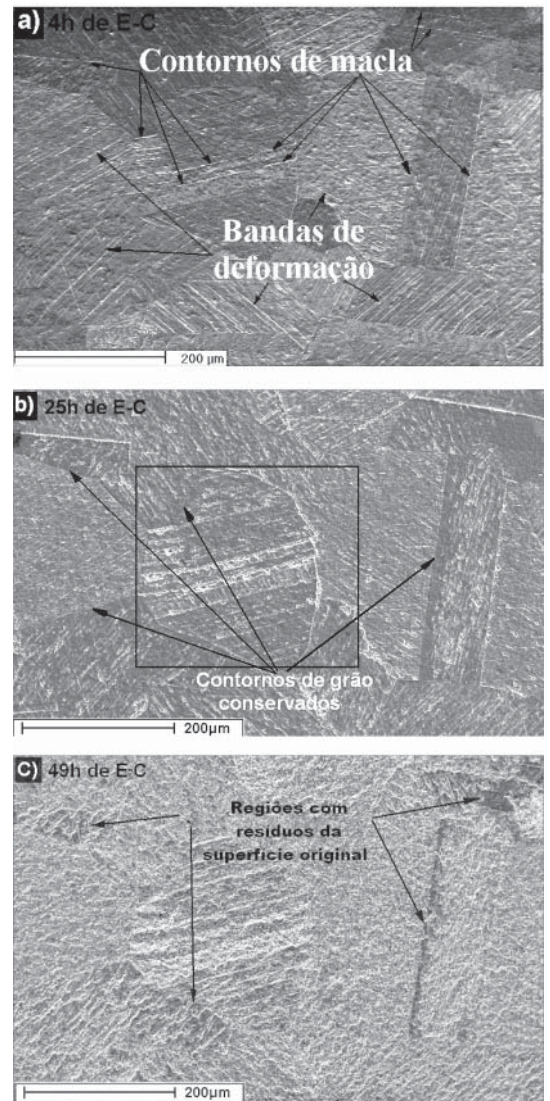 a) 4h de E-C
Contornos de macla
Bandas de
deformação
200 µm
b) 25h de E-C
Contornos de grão
conservados
200µm
C) 49h de E-C
Regiões com
resíduos da
superfície original
200µm